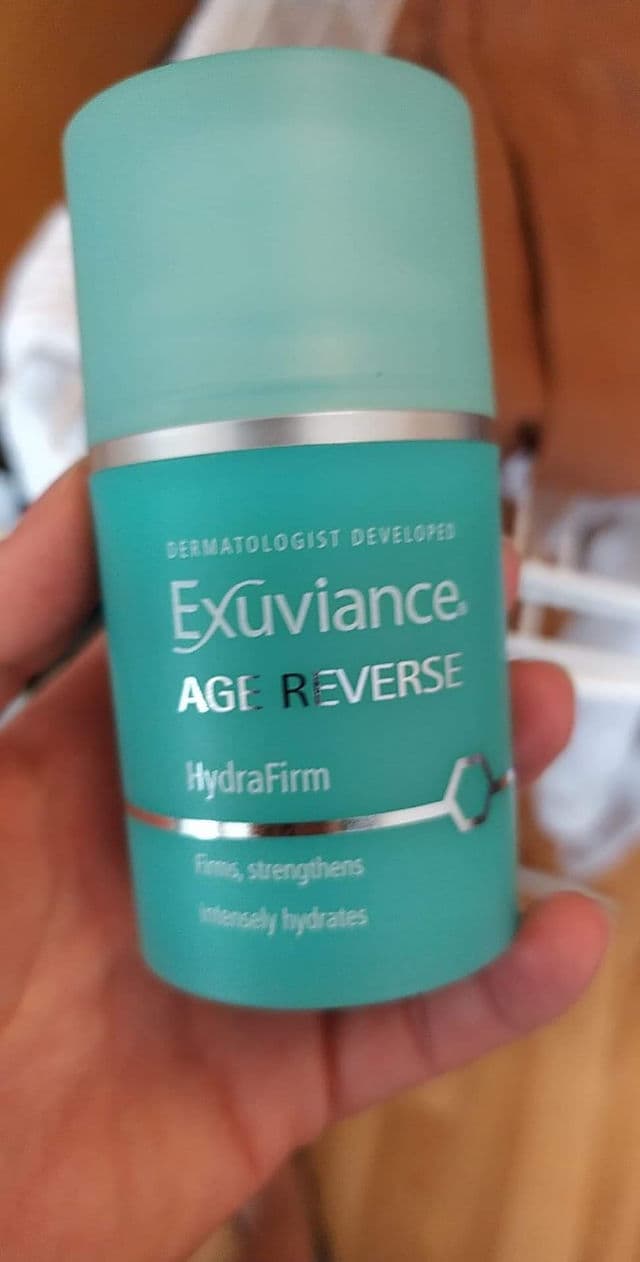 DERMATOLOGIST DEVELOPED
Exuviance
AGE REVERSE
HydraFirm
Firms, strengthens
intensely hydrates